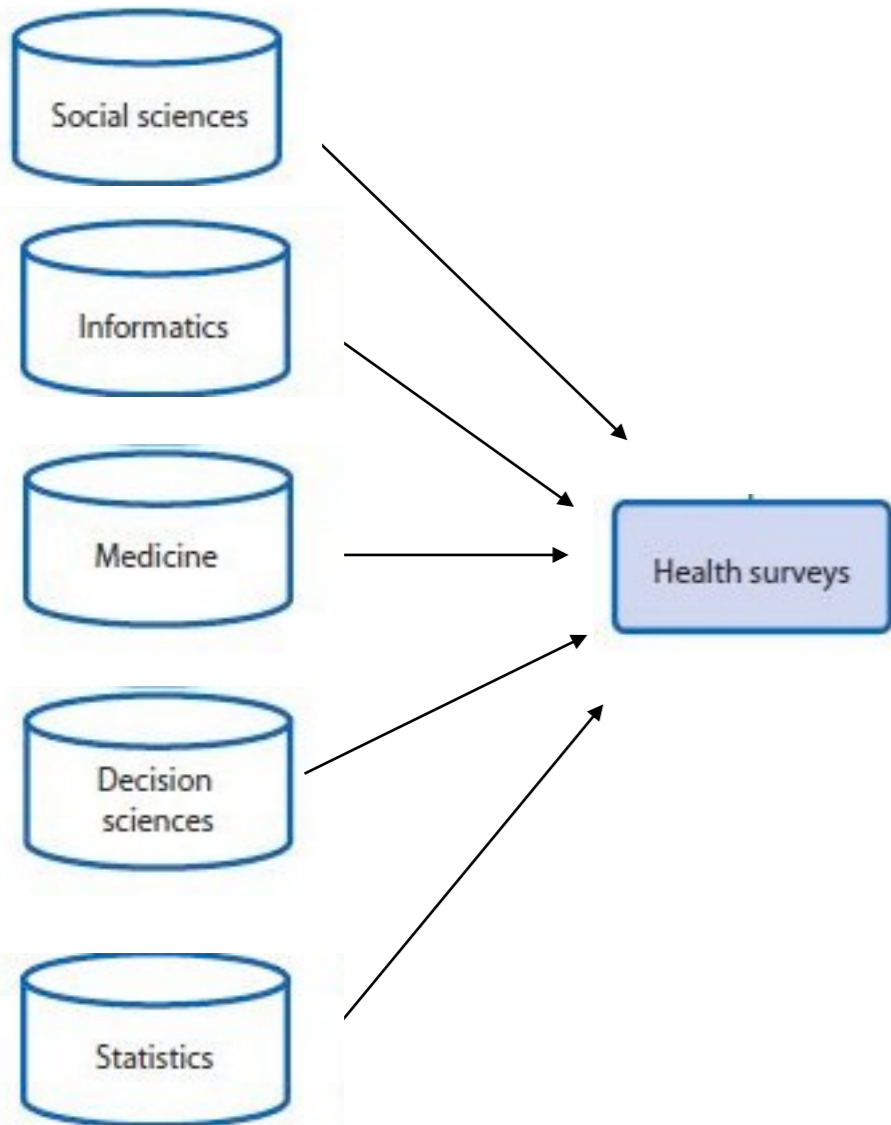 Social sciences
Informatics
Medicine
Health surveys
Decision
sciences
Statistics